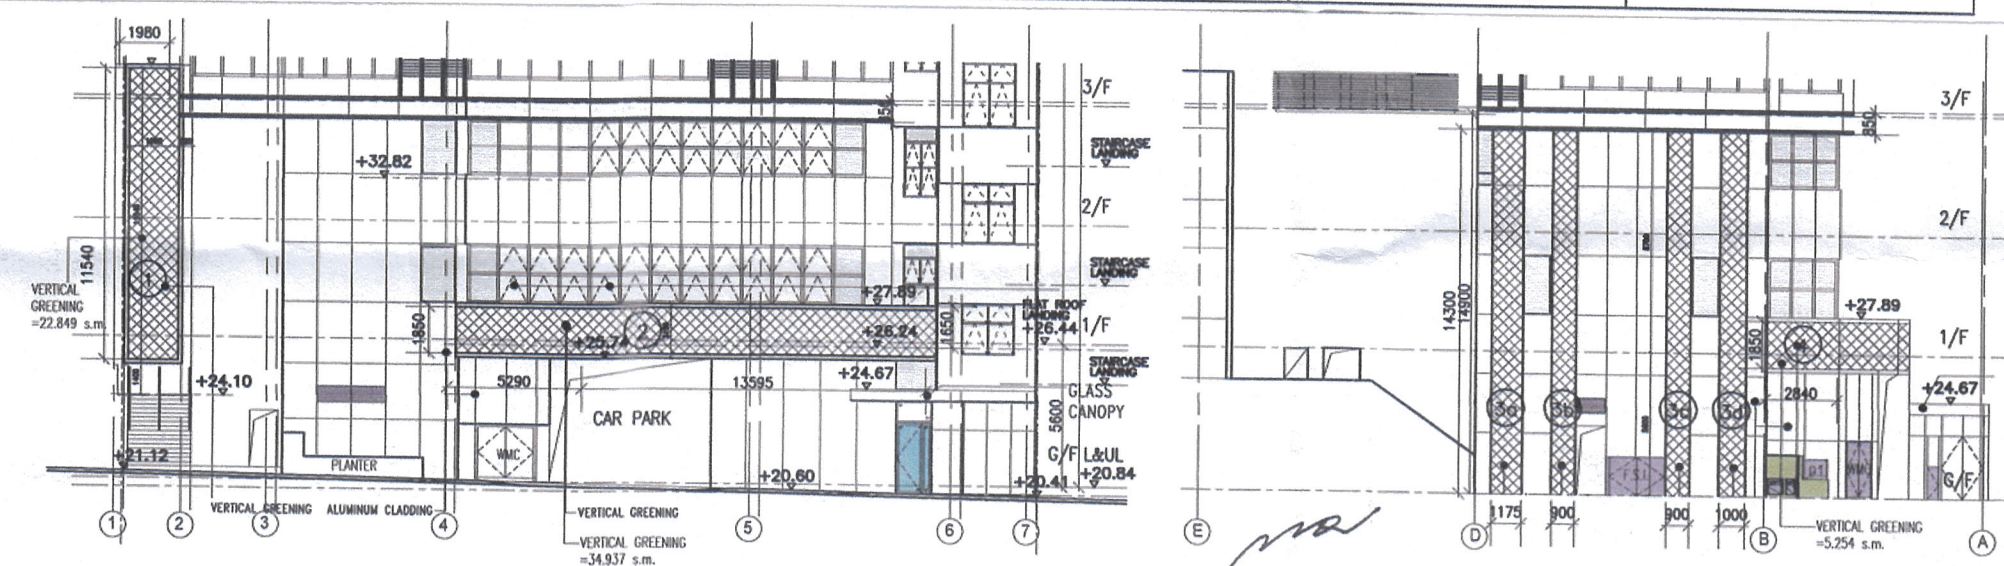 1980
11540
1
VERTICAL
GREENING
=22.849 s.m.
+32.82
+24.10
+21.12
PLANTER
1850
2
+25.74
5290
13595
CAR PARK
WMC
+20.60
+27.89
+26.24
1650
+24.67
3/F
STAIRCASE
LANDING
2/F
STAIRCASE
LANDING
FLAT ROOF
LANDING
1/F
+26.44
STAIRCASE
LANDING
GLASS
CANOPY
5600
G/F L&UL
+20.41
+20.84
VERTICAL GREENING
ALUMINUM CLADDING
VERTICAL GREENING
VERTICAL GREENING
=34.937 s.m.
1
2
3
4
5
6
7
3/F
850
2/F
14300
14900
+27.89
1850
1/F
+24.67
2840
3a
3b
F.S.I.
G/F
1175
900
900
1000
VERTICAL GREENING
=5.254 s.m.
E
D
B
A